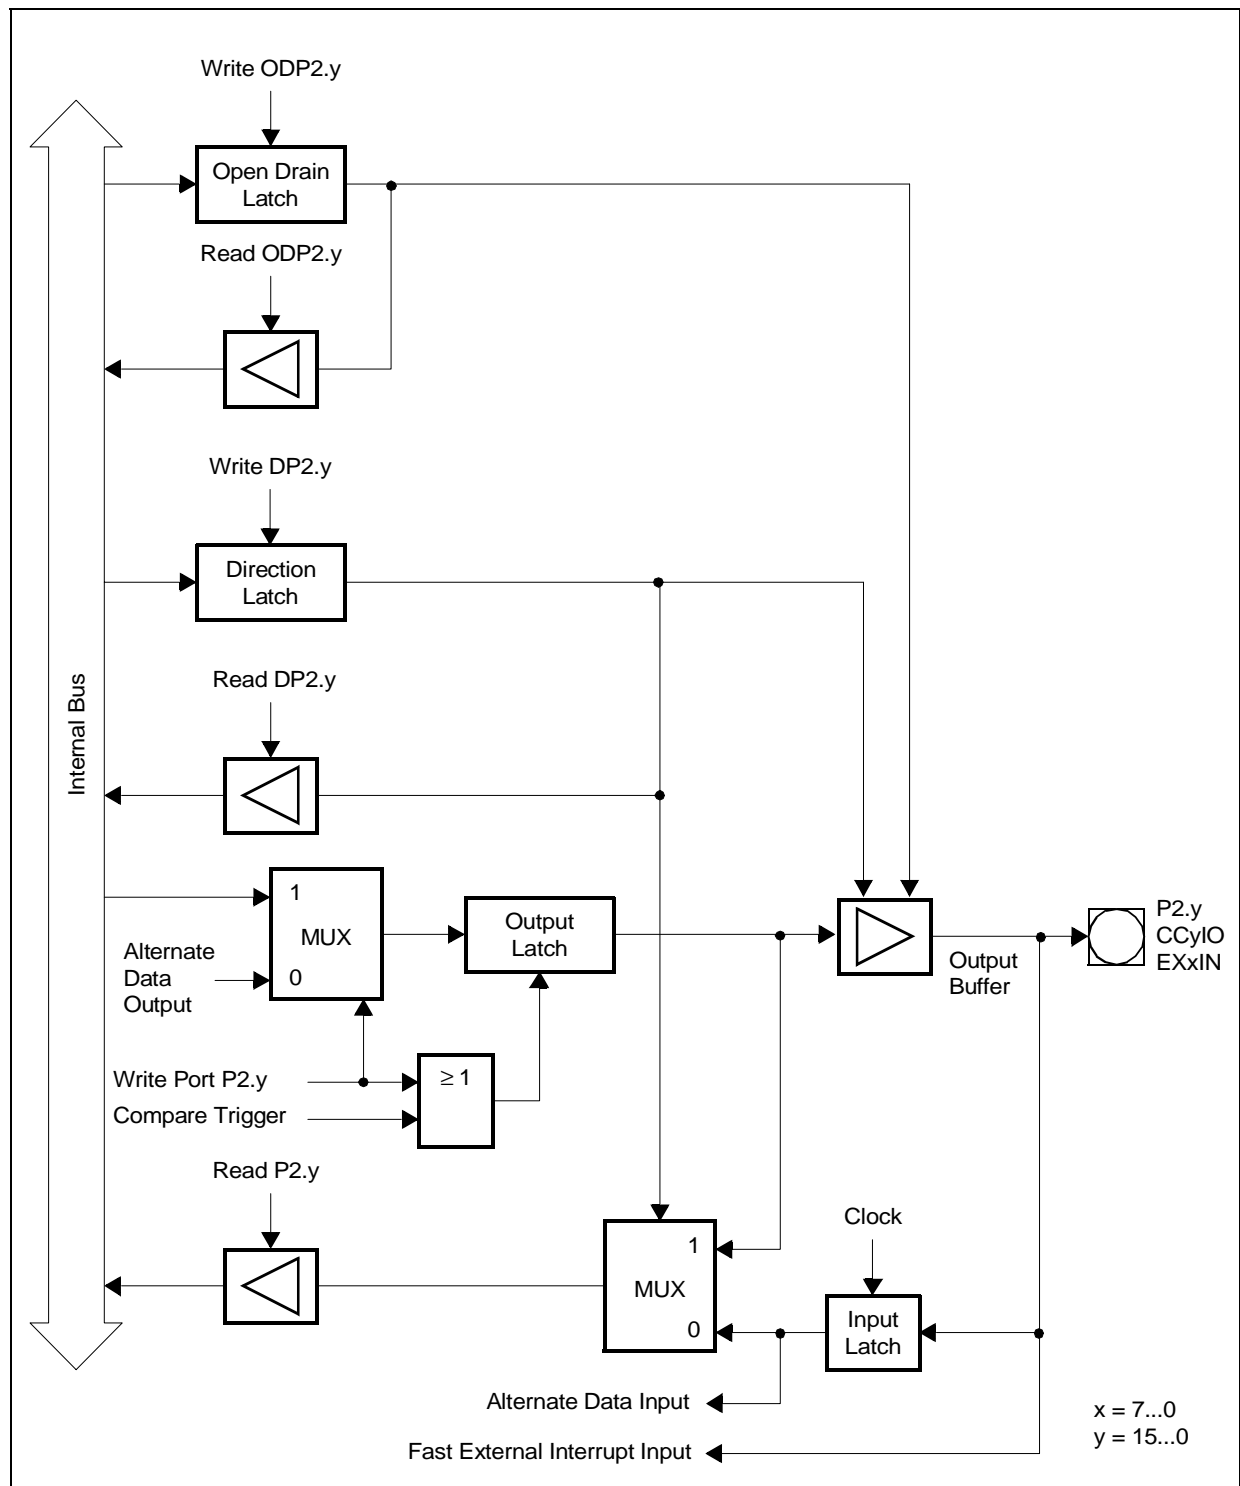 Write ODP2.y
Open Drain
Latch
Read ODP2.y
Write DP2.y
Direction
Latch
Read DP2.y
Internal Bus
1
MUX
0
Alternate
Data
Output
Output
Latch
Output
Buffer
P2.y
CCyIO
EXxIN
Write Port P2.y
≥ 1
Compare Trigger
Read P2.y
Clock
1
MUX
0
Input
Latch
Alternate Data Input
Fast External Interrupt Input
x = 7...0
y = 15...0